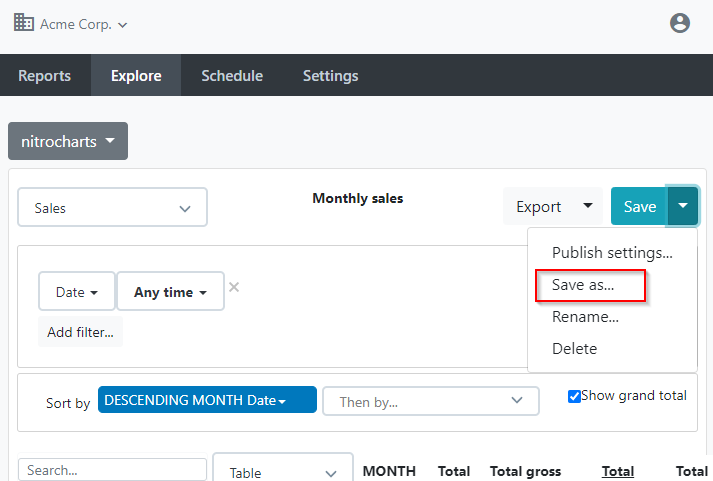 Acme Corp.
Reports Explore Schedule Settings
nitrocharts
Sales Monthly sales Export Save
Publish settings...
Save as...
Rename...
Delete
Date Any time
Add filter...
Sort by DESCENDING MONTH Date Then by... Show grand total
Search... Table MONTH Total Total gross Total Total